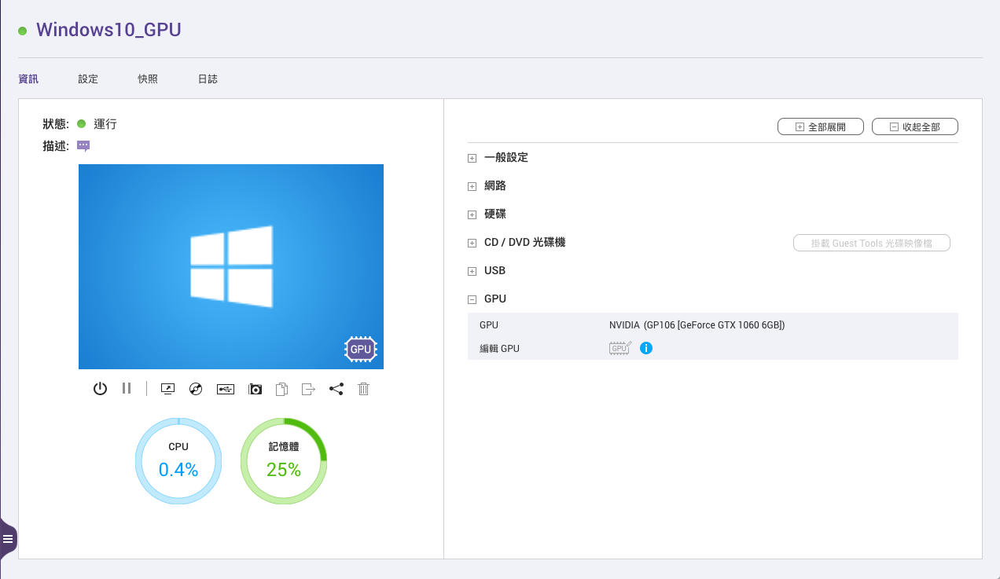 Windows10_GPU
資訊 設定 快照 日誌
狀態: 運行
描述:
GPU
CPU
0.4%
記憶體
25%
全部展開 收起全部
一般設定
網路
硬碟
CD / DVD 光碟機 掛載 Guest Tools 光碟映像檔
USB
GPU
GPU NVIDIA (GP106 [GeForce GTX 1060 6GB])
編輯 GPU GPU